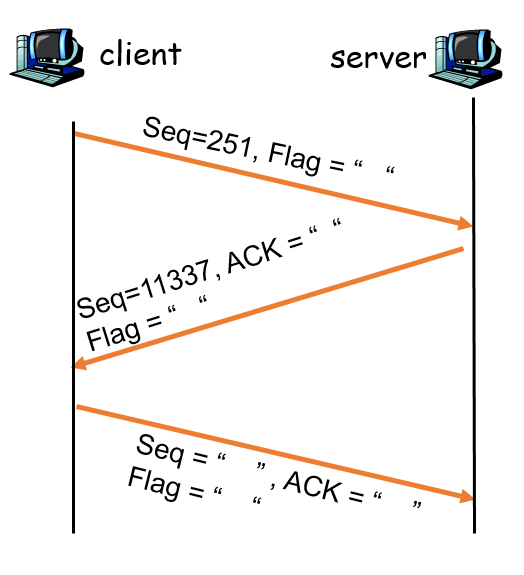 client
server
Seq=251, Flag = “ “
Seq=11337, ACK = “ “
Flag = “ “
Seq = “ ”, ACK = “ ”
Flag = “ “